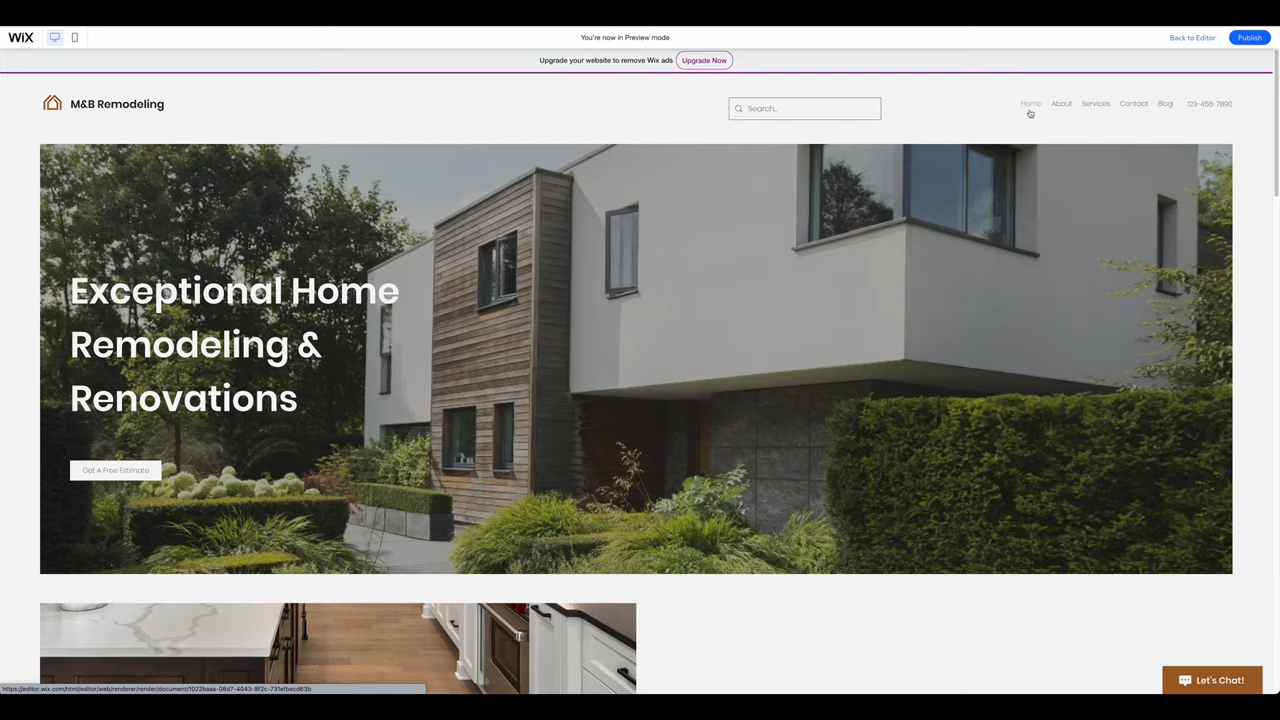 WiX
You're now in Preview mode
Back to Editor
Publish
Upgrade your website to remove Wix ads
Upgrade Now
M&B Remodeling
Search..
Home
About
Services
Contact
Blog
123-456-7890
Exceptional Home
Remodeling &
Renovations
Get A Free Estimate
Let's Chat!